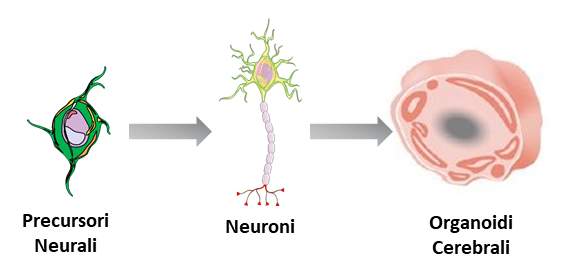 Precursori
Neurali
Neuroni
Organoidi
Cerebrali